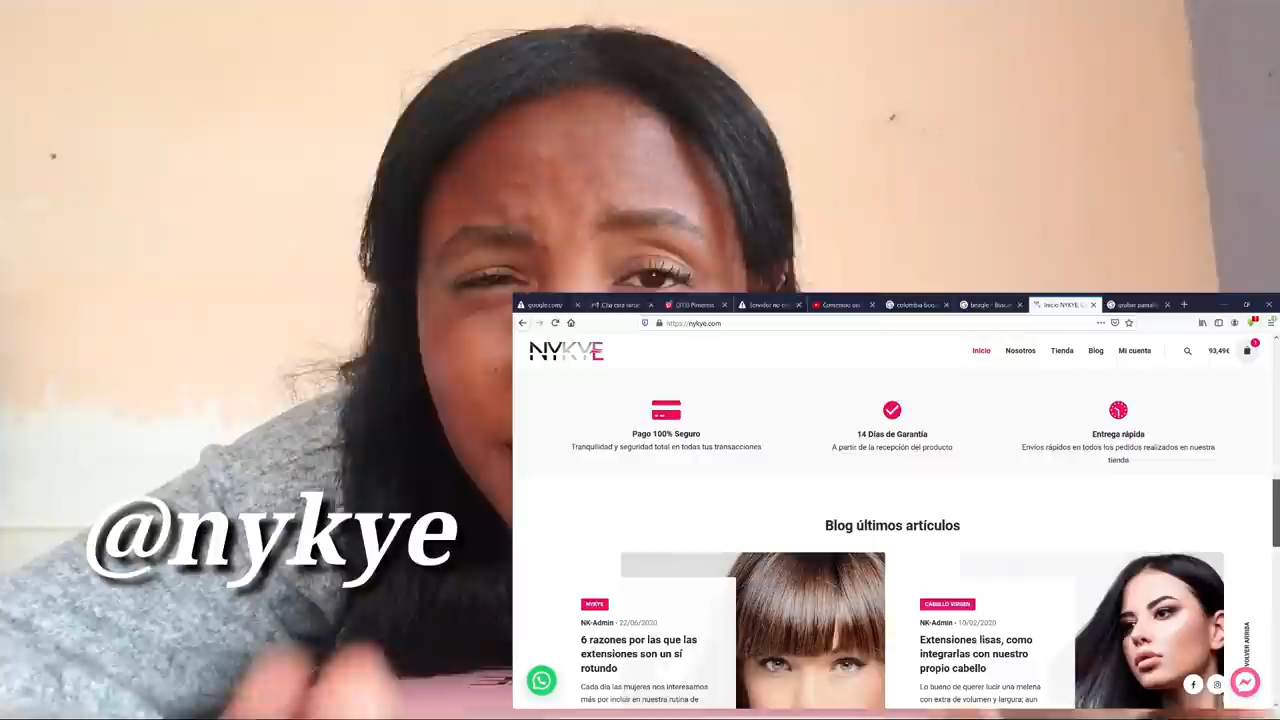 google.com/
colombia bog...
https://nykye.com
NYKYE
Inicio
Nosotros
Tienda
Blog
Mi cuenta
93,49€
1
Pago 100% Seguro
Tranquilidad y seguridad total en todas tus transacciones
14 Días de Garantía
A partir de la recepción del producto
Entrega rápida
Envíos rápidos en todos los pedidos realizados en nuestra
tienda
@nykye
Blog últimos artículos
NYKYE
NK-Admin - 22/06/2020
6 razones por las que las
extensiones son un sí
rotundo
Cada día las mujeres nos interesamos
más por incluir en nuestra rutina de
CABELLO VIRGEN
NK-Admin - 10/02/2020
Extensiones lisas, como
integrarlas con nuestro
propio cabello
Lo bueno de querer lucir una melena
con extra de volumen y largura; aun
VOLVER ARRIBA